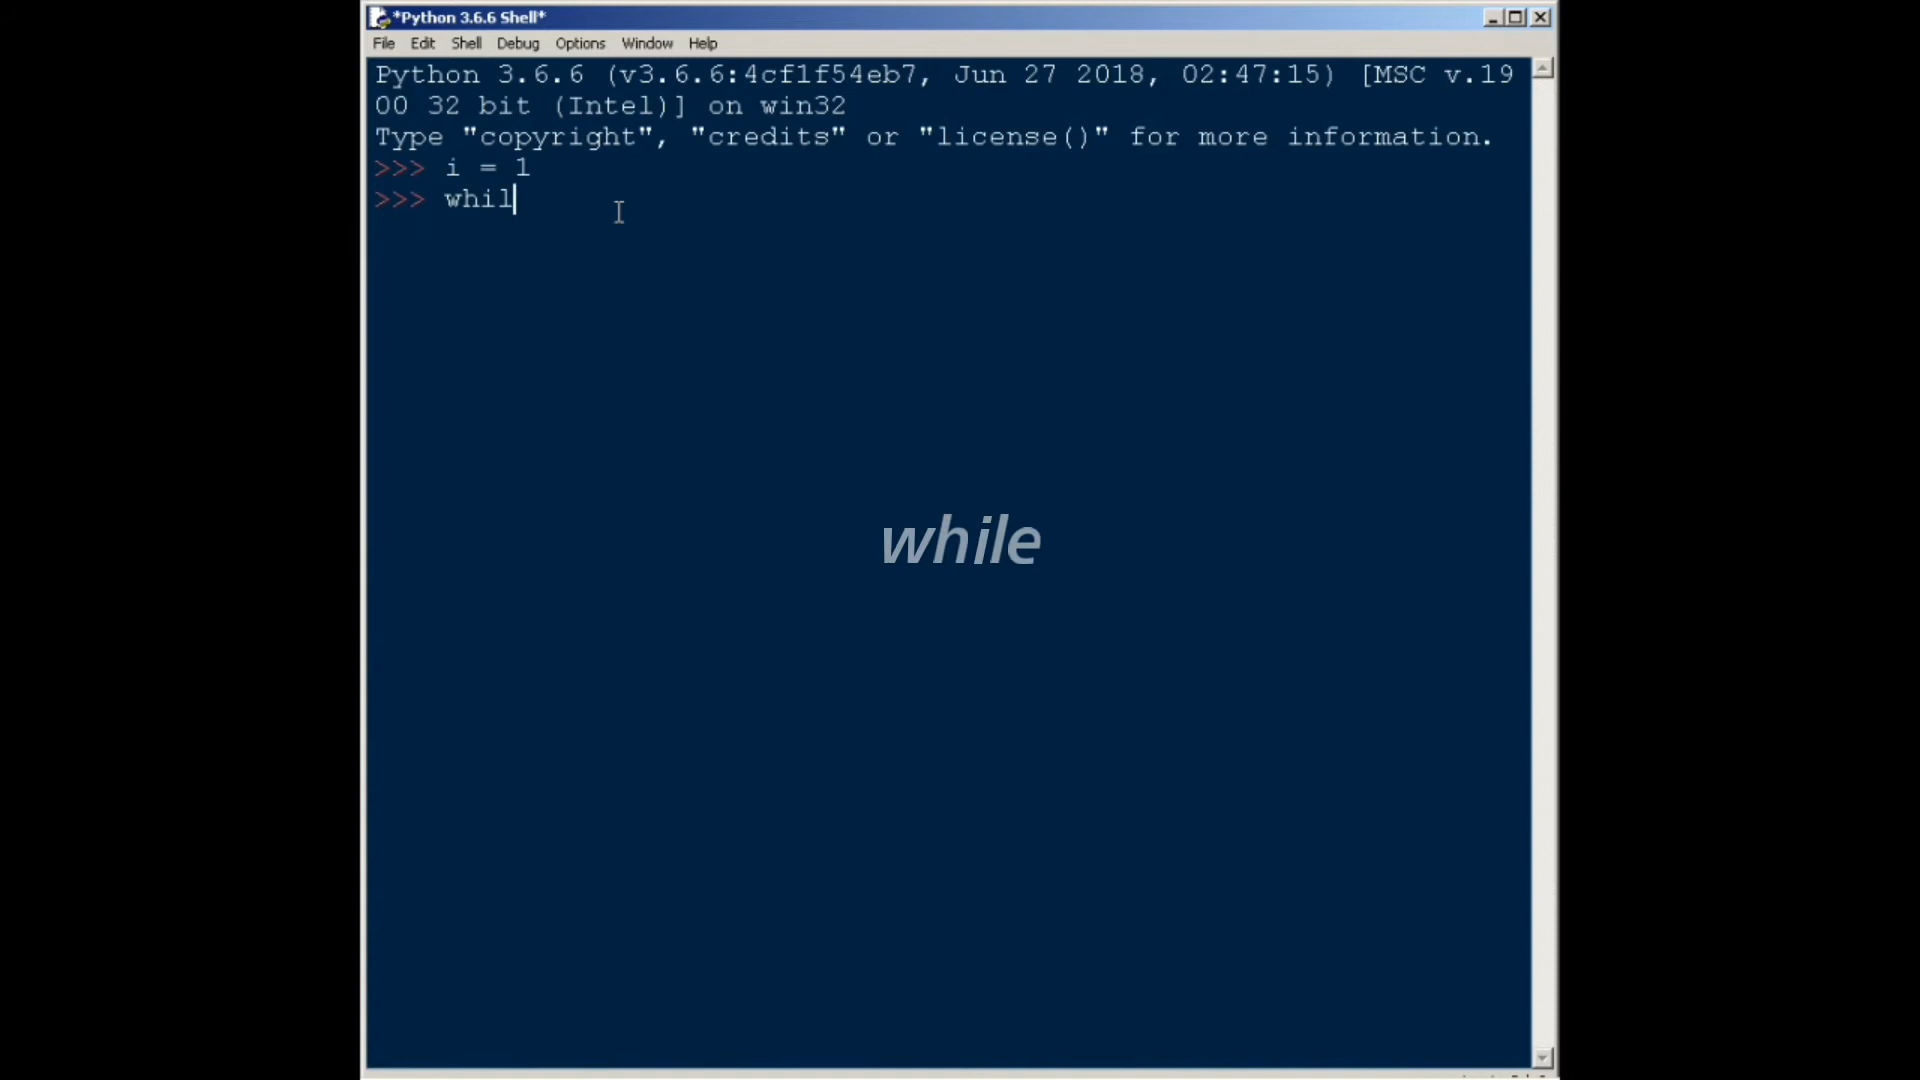 *Python 3.6.6 Shell*
File Edit Shell Debug Options Window Help
Python 3.6.6 (v3.6.6:4cf1f54eb7, Jun 27 2018, 02:47:15) [MSC v.19
00 32 bit (Intel)] on win32
Type "copyright", "credits" or "license()" for more information.
>>> i = 1
>>> whil
while